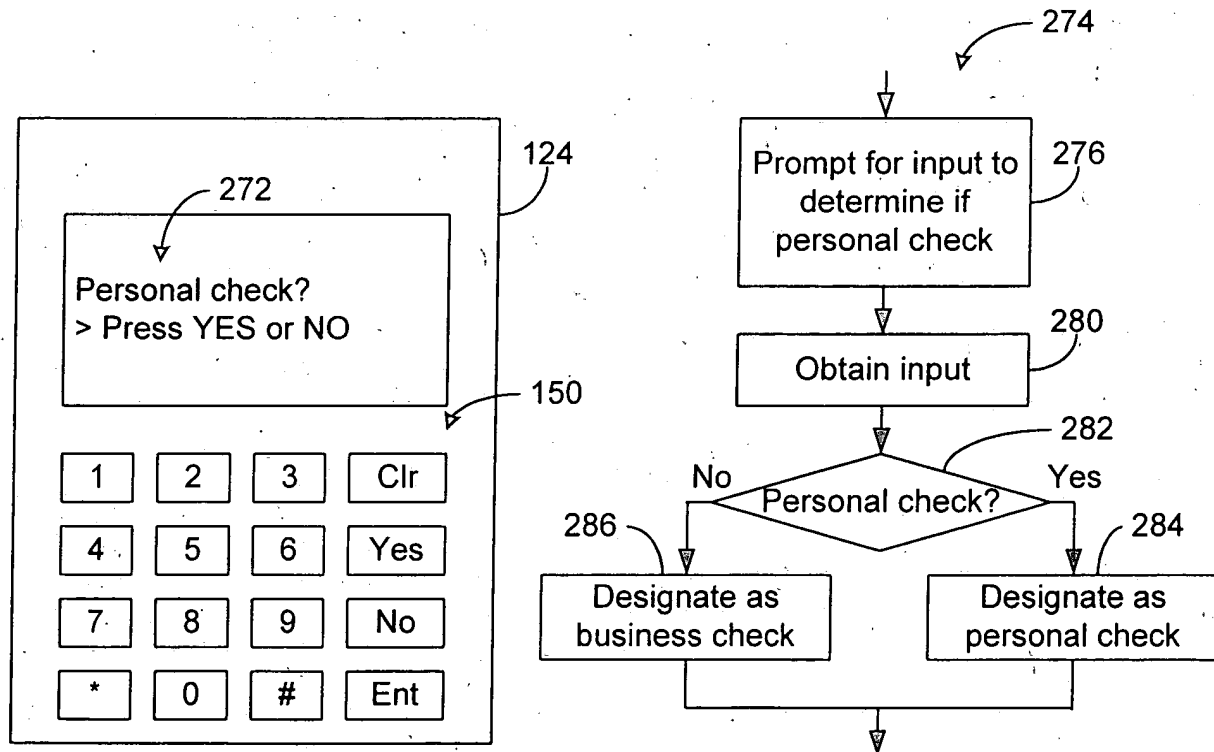 274
124
272
Personal check?
> Press YES or NO
150
1 2 3 Clr
4 5 6 Yes
7 8 9 No
* 0 # Ent
Prompt for input to
determine if
personal check
276
Obtain input
280
282
No
Personal check?
Yes
286
284
Designate as
business check
Designate as
personal check